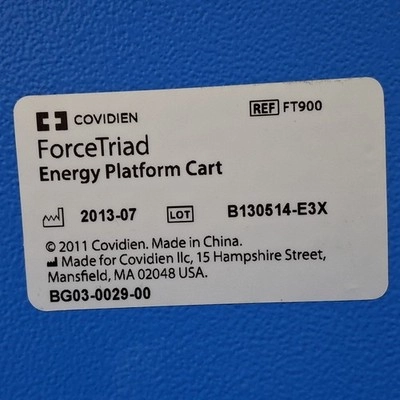 COVIDIEN
REF FT900
ForceTriad
Energy Platform Cart
2013-07 LOT B130514-E3X
© 2011 Covidien. Made in China.
Made for Covidien llc, 15 Hampshire Street,
Mansfield, MA 02048 USA.
BG03-0029-00